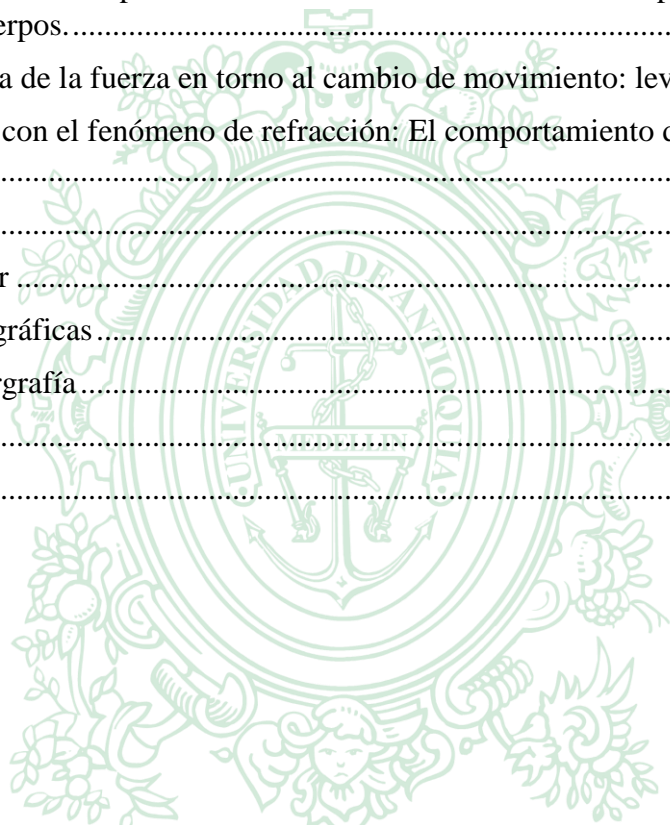 erpos. ........................................................................................
a de la fuerza en torno al cambio de movimiento: lev
con el fenómeno de refracción: El comportamiento d
................................................................................................
................................................................................................
r ..............................................................................................
gráficas ....................................................................................
rgrafía .....................................................................................
................................................................................................
................................................................................................
UNIVERSIDAD DE ANTIOQUIA
MEDELLIN